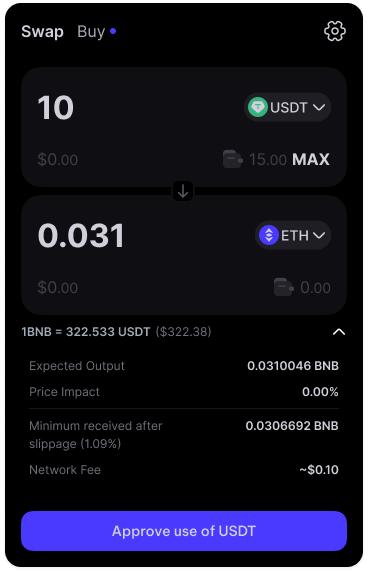 Swap Buy
10 USDT
$0.00 15.00 MAX
0.031 ETH
$0.00 0.00
1BNB = 322.533 USDT ($322.38)
Expected Output 0.0310046 BNB
Price Impact 0.00%
Minimum received after 0.0306692 BNB
slippage (1.09%)
Network Fee ~$0.10
Approve use of USDT